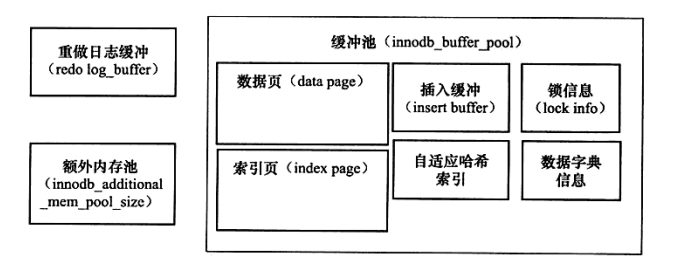 重做日志缓冲
（redo log_buffer）
额外内存池
（innodb_additional
_mem_pool_size）
缓冲池（innodb_buffer_pool）
数据页（data page）
插入缓冲
（insert buffer）
锁信息
（lock info）
索引页（index page）
自适应哈希
索引
数据字典
信息